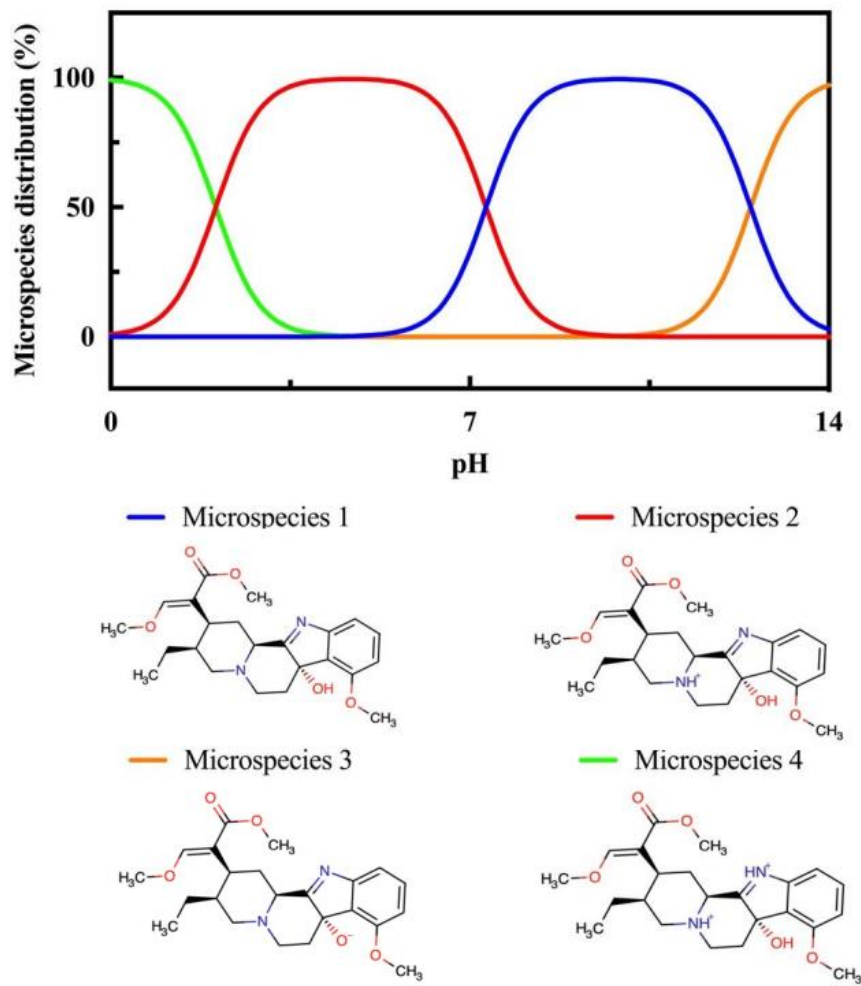 Microspecies distribution (%)
100
50
0
0 7 14
pH
Microspecies 1 Microspecies 2
O
O
CH₃
H₃C
O
N
H₃C
N
OH
O
CH₃
O
O
CH₃
H₃C
O
N
H₃C
NH⁺
OH
O
CH₃
Microspecies 3 Microspecies 4
O
O
CH₃
H₃C
O
N
H₃C
N
O⁻
O
CH₃
O
O
CH₃
H₃C
O
HN⁺
H₃C
NH⁺
OH
O
CH₃